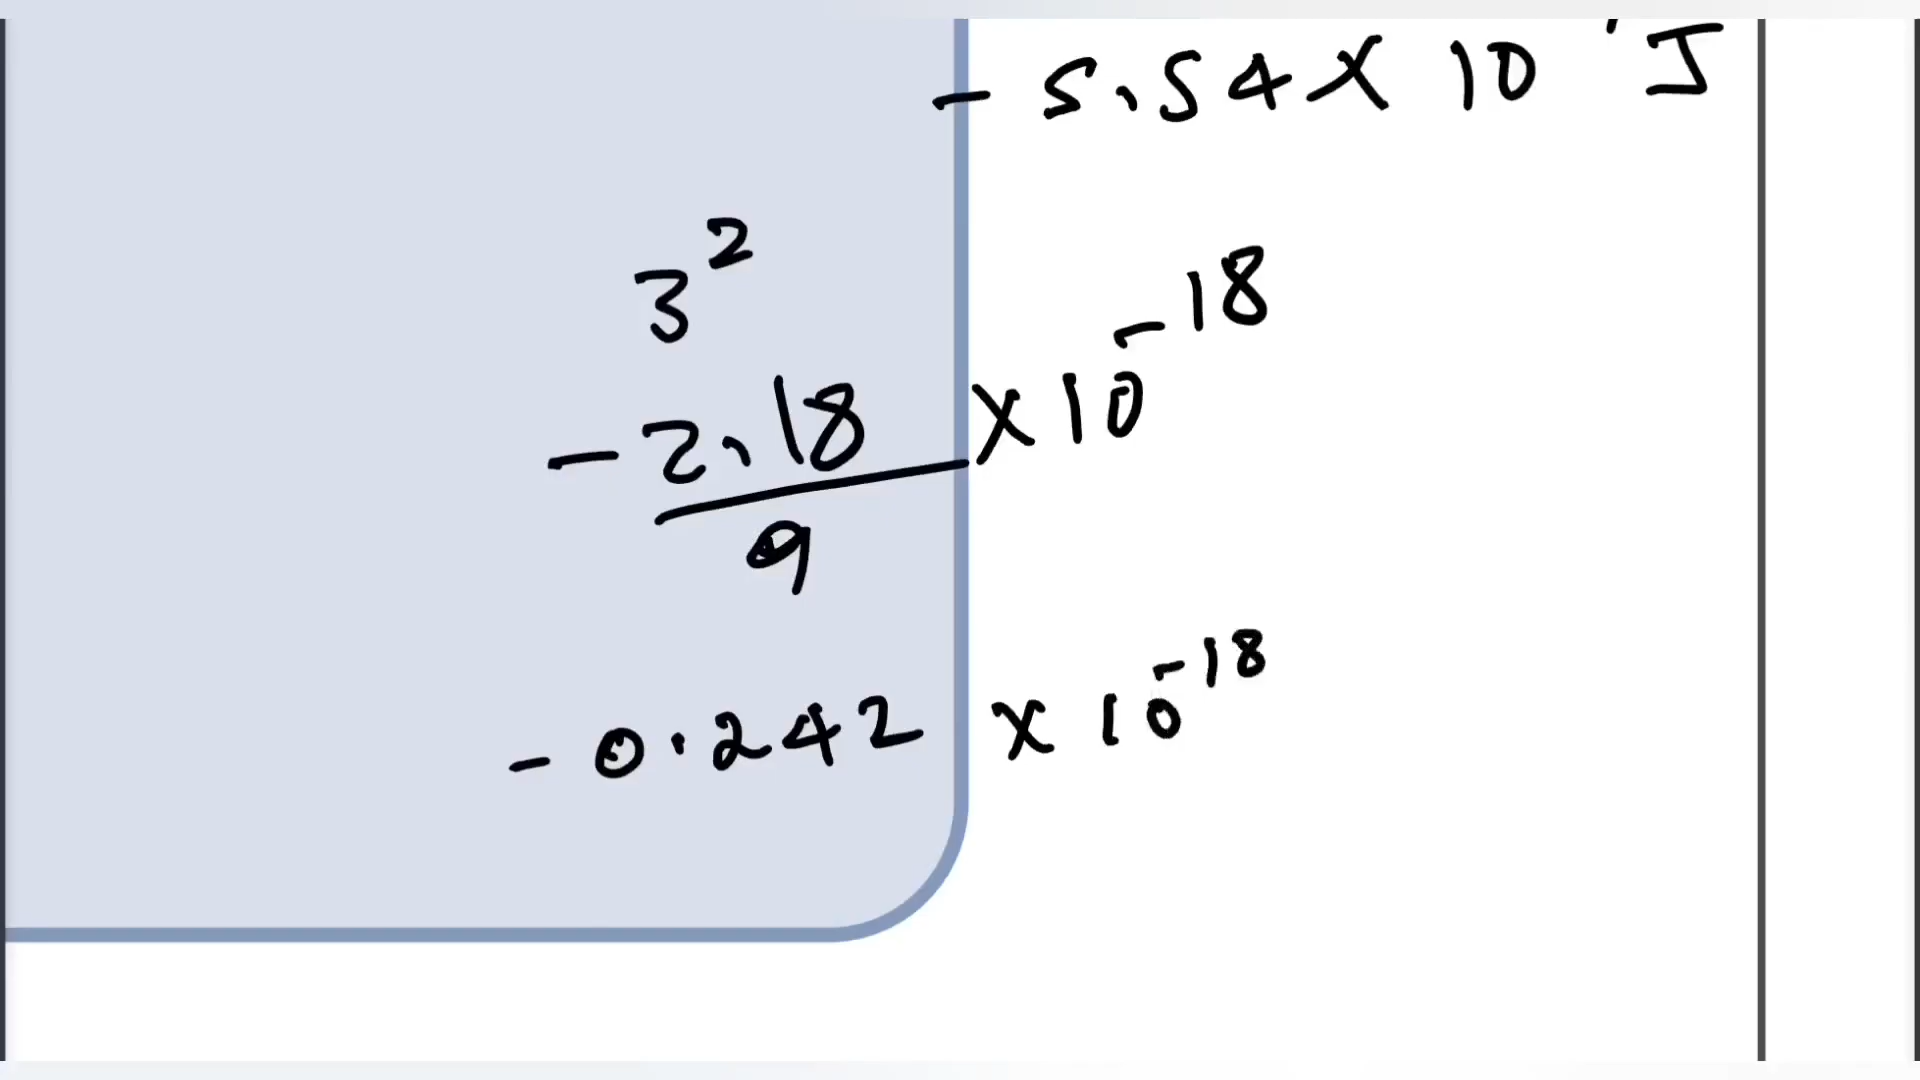 - 5.54 x 10 J
3²
- 2.18 x 10⁻¹⁸
9
- 0.242 x 10⁻¹⁸